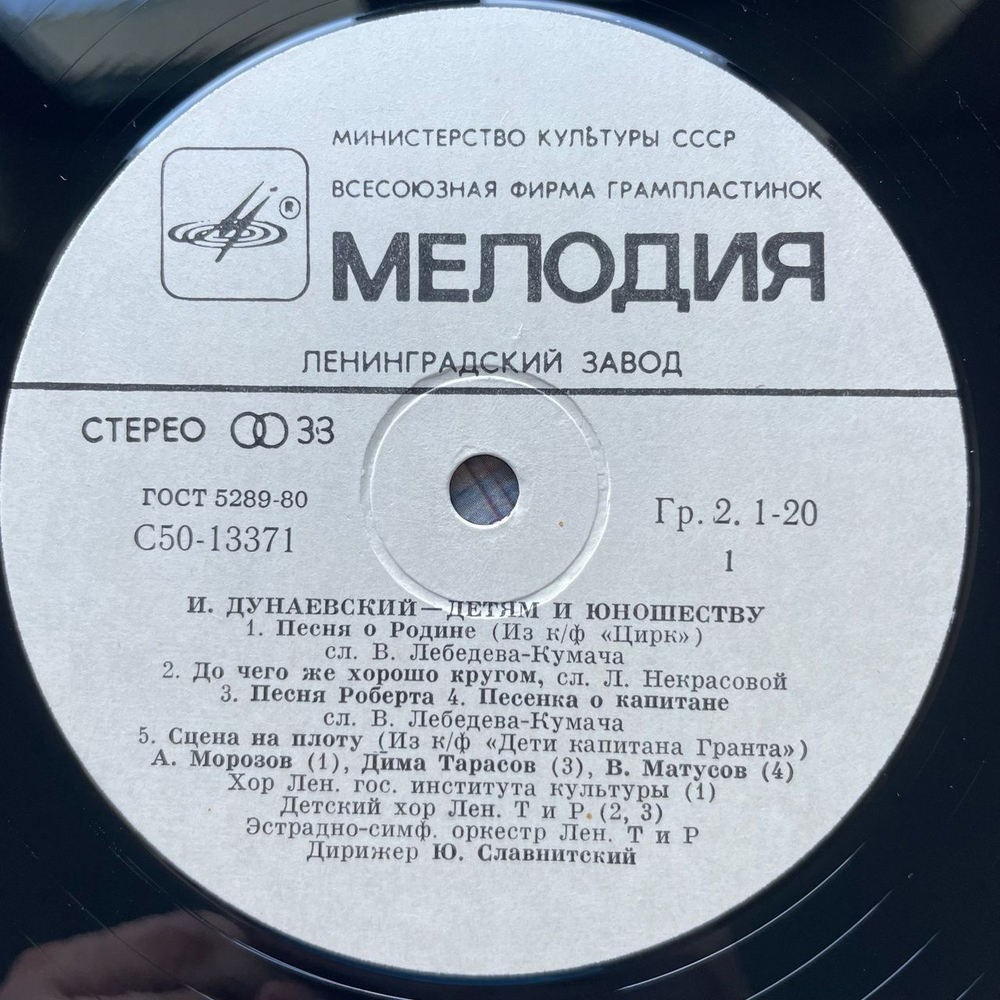 МИНИСТЕРСТВО КУЛЬТУРЫ СССР
ВСЕСОЮЗНАЯ ФИРМА ГРАМПЛАСТИНОК
®
МЕЛОДИЯ
ЛЕНИНГРАДСКИЙ ЗАВОД
СТЕРЕО 33
ГОСТ 5289-80
С50-13371
Гр. 2. 1-20
1
И. ДУНАЕВСКИЙ — ДЕТЯМ И ЮНОШЕСТВУ
1. Песня о Родине (Из к/ф «Цирк»)
сл. В. Лебедева-Кумача
2. До чего же хорошо кругом, сл. Л. Некрасовой
3. Песня Роберта 4. Песенка о капитане
сл. В. Лебедева-Кумача
5. Сцена на плоту (Из к/ф «Дети капитана Гранта»)
А. Морозов (1), Дима Тарасов (3), В. Матусов (4)
Хор Лен. гос. института культуры (1)
Детский хор Лен. Т и Р. (2, 3)
Эстрадно-симф. оркестр Лен. Т и Р
Дирижер Ю. Славнитский